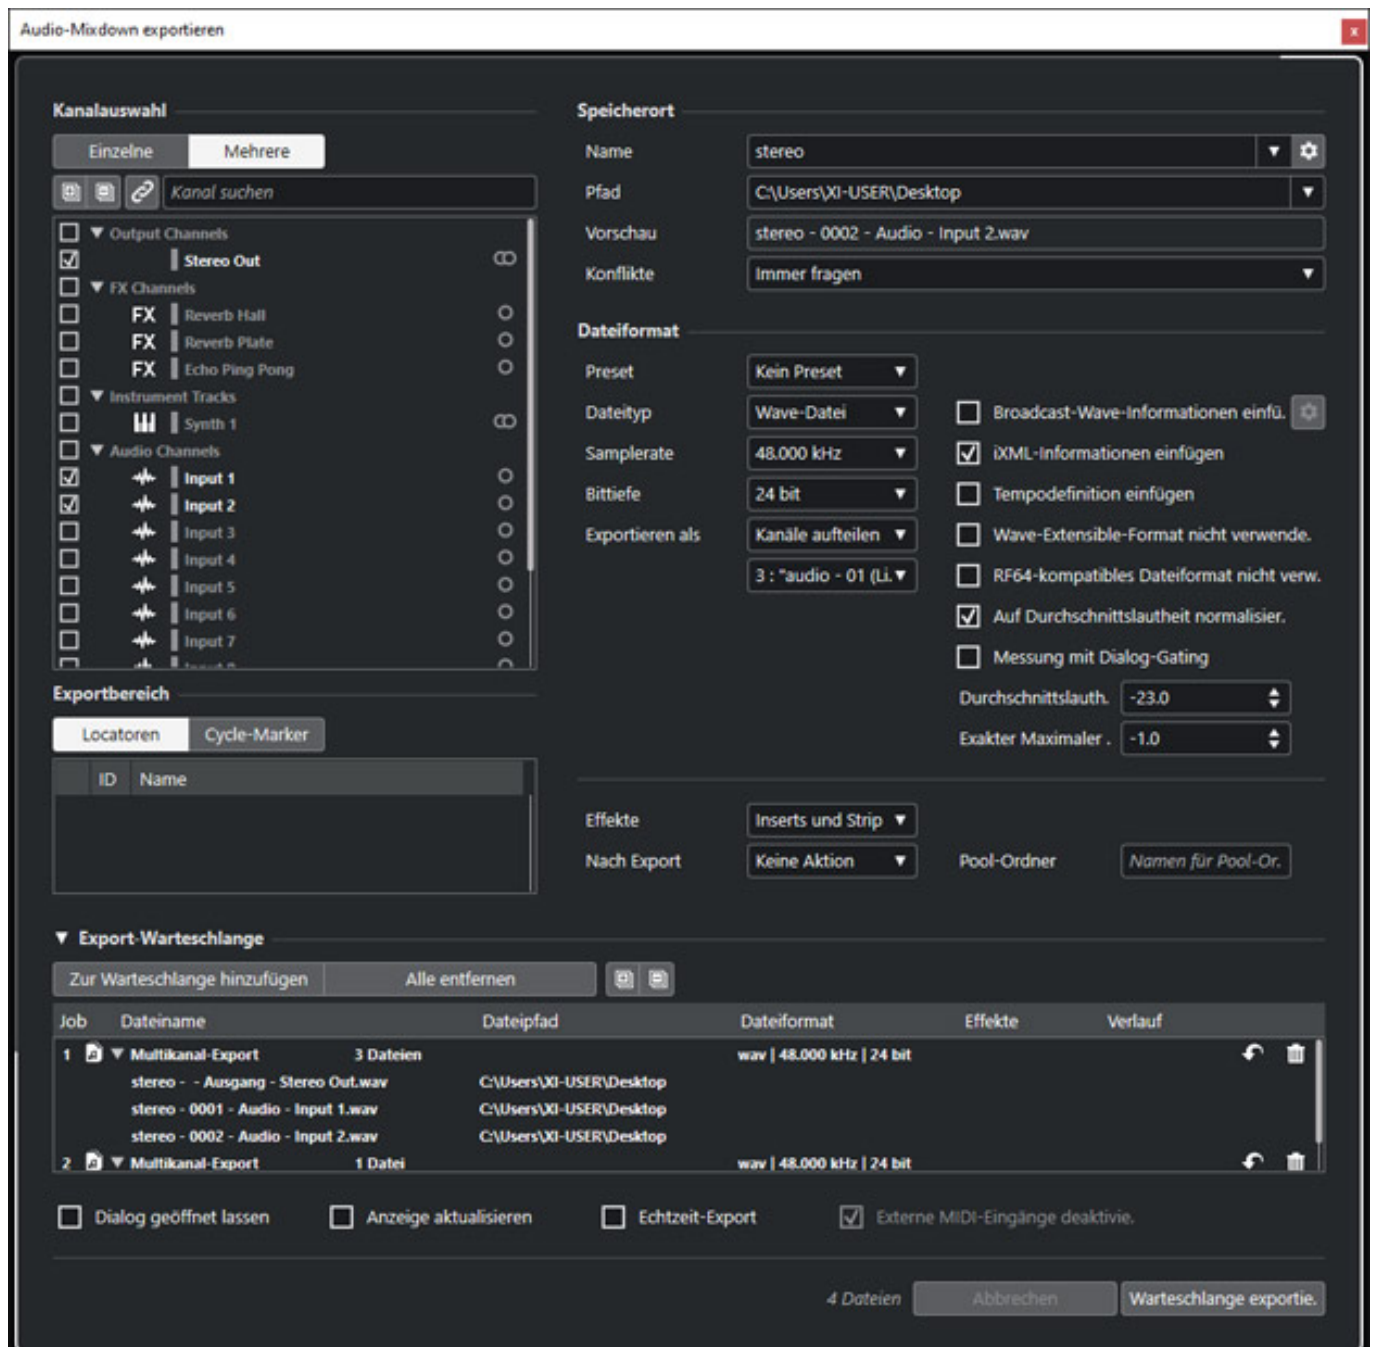 Audio-Mixdown exportieren
x
Kanalauswahl
Einzelne Mehrere
Kanal suchen
Output Channels
Stereo Out
FX Channels
FX Reverb Hall
FX Reverb Plate
FX Echo Ping Pong
Instrument Tracks
Synth 1
Audio Channels
Input 1
Input 2
Input 3
Input 4
Input 5
Input 6
Input 7
Exportbereich
Locatoren Cycle-Marker
ID Name
Speicherort
Name stereo
Pfad C:\Users\XI-USER\Desktop
Vorschau stereo - 0002 - Audio - Input 2.wav
Konflikte Immer fragen
Dateiformat
Preset Kein Preset
Dateityp Wave-Datei
Samplerate 48.000 kHz
Bittiefe 24 bit
Exportieren als Kanäle aufteilen
3 : "audio - 01 (Li.
Broadcast-Wave-Informationen einfü.
iXML-Informationen einfügen
Tempodefinition einfügen
Wave-Extensible-Format nicht verwende.
RF64-kompatibles Dateiformat nicht verw.
Auf Durchschnittslautheit normalisier.
Messung mit Dialog-Gating
Durchschnittslauth. -23.0
Exakter Maximaler . -1.0
Effekte Inserts und Strip
Nach Export Keine Aktion Pool-Ordner Namen für Pool-Or.
Export-Warteschlange
Zur Warteschlange hinzufügen Alle entfernen
Job Dateiname Dateipfad Dateiformat Effekte Verlauf
1 Multikanal-Export 3 Dateien wav | 48.000 kHz | 24 bit
stereo - - Ausgang - Stereo Out.wav C:\Users\XI-USER\Desktop
stereo - 0001 - Audio - Input 1.wav C:\Users\XI-USER\Desktop
stereo - 0002 - Audio - Input 2.wav C:\Users\XI-USER\Desktop
2 Multikanal-Export 1 Datei wav | 48.000 kHz | 24 bit
Dialog geöffnet lassen Anzeige aktualisieren Echtzeit-Export Externe MIDI-Eingänge deaktivie.
4 Dateien Abbrechen Warteschlange exportie.